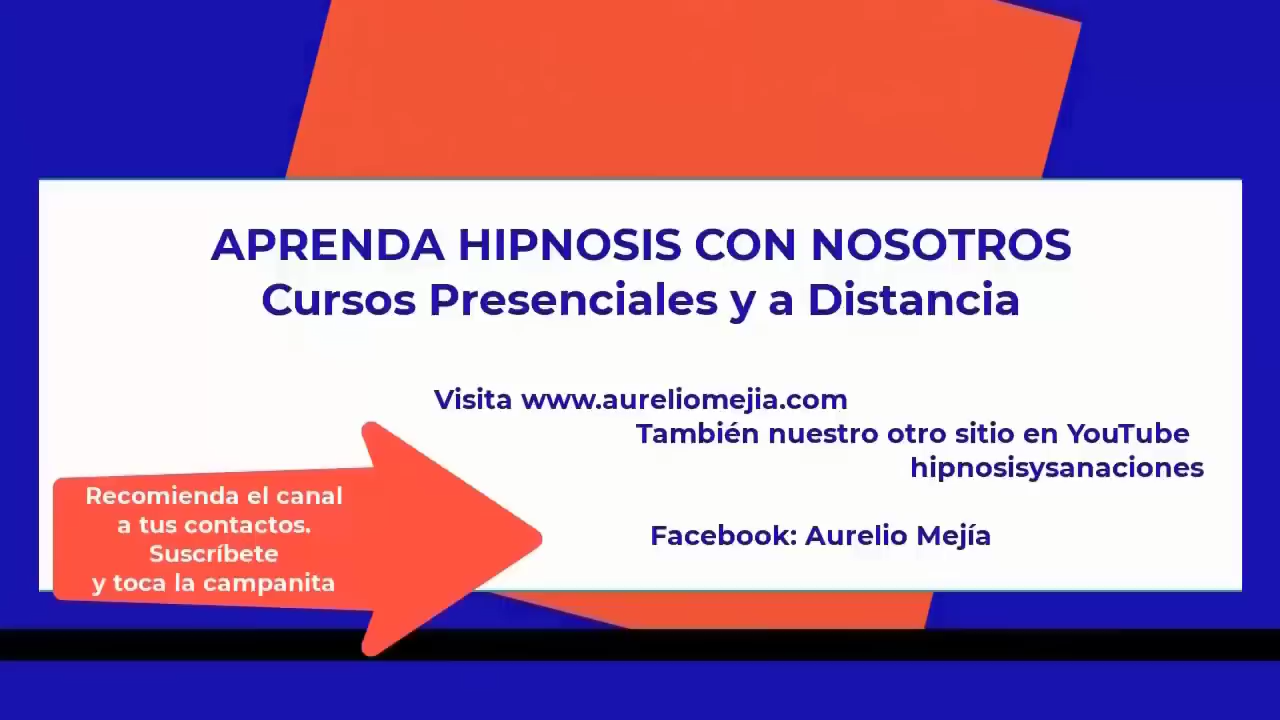 APRENDA HIPNOSIS CON NOSOTROS
Cursos Presenciales y a Distancia
Visita www.aureliomejia.com
También nuestro otro sitio en YouTube
hipnosisysanaciones
Facebook: Aurelio Mejía
Recomienda el canal
a tus contactos.
Suscríbete
y toca la campanita